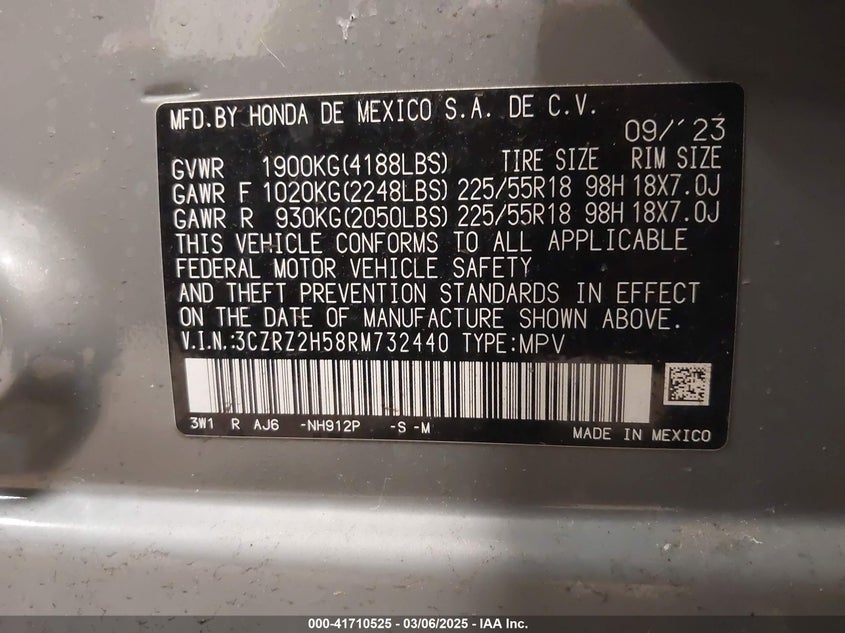 MFD.BY HONDA DE MEXICO S.A. DE C.V.
09/'23
GVWR 1900KG(4188LBS) TIRE SIZE RIM SIZE
GAWR F 1020KG(2248LBS) 225/55R18 98H 18X7.0J
GAWR R 930KG(2050LBS) 225/55R18 98H 18X7.0J
THIS VEHICLE CONFORMS TO ALL APPLICABLE
FEDERAL MOTOR VEHICLE SAFETY
AND THEFT PREVENTION STANDARDS IN EFFECT
ON THE DATE OF MANUFACTURE SHOWN ABOVE.
V.I.N.:3CZRZ2H58RM732440 TYPE:MPV
3W1 R AJ6 -NH912P -S -M
MADE IN MEXICO
000-41710525 - 03/06/2025 - IAA Inc.